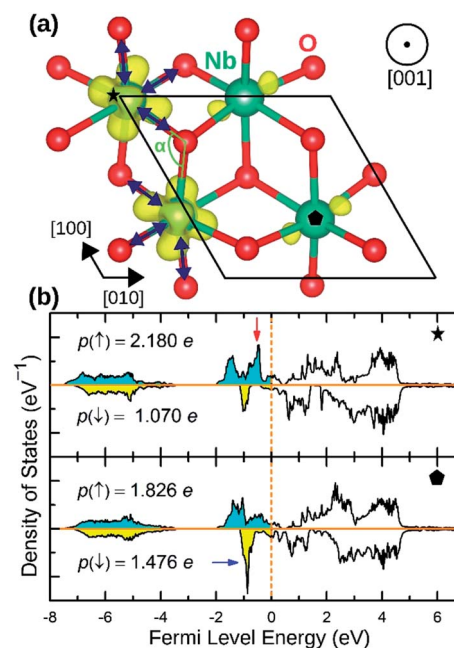 (a)
Nb
O
[001]
α
[100]
[010]
(b)
p(↑) = 2.180 e
p(↓) = 1.070 e
p(↑) = 1.826 e
p(↓) = 1.476 e
Density of States (eV⁻¹)
-8 -6 -4 -2 0 2 4 6
Fermi Level Energy (eV)